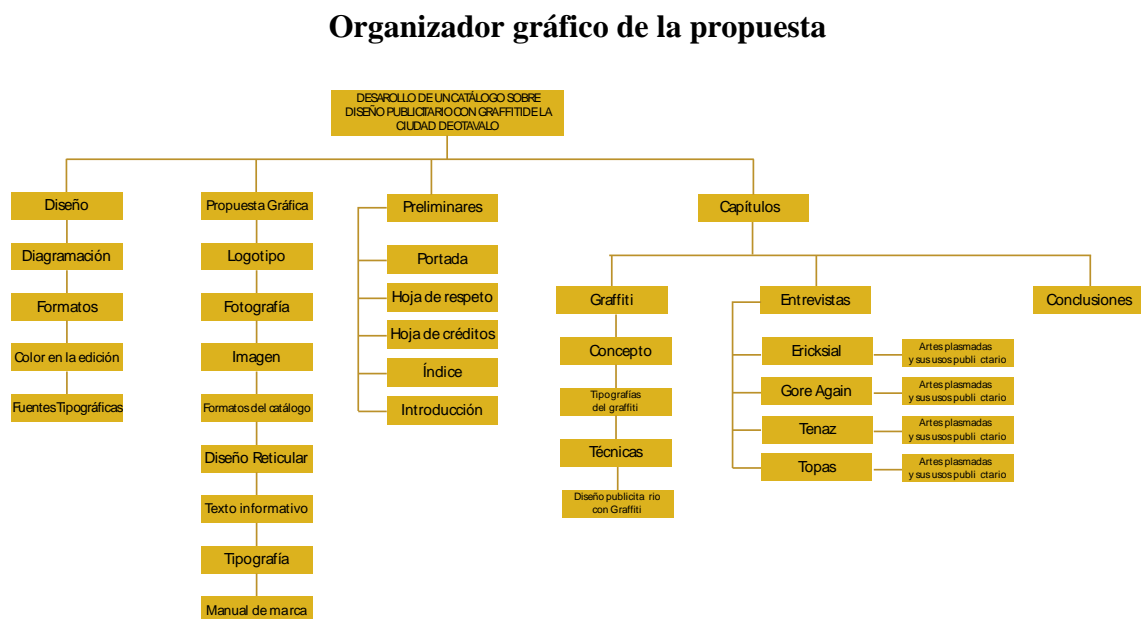 Organizador gráfico de la propuesta
DESAROLLO DE UN CATÁLOGO SOBRE
DISEÑO PUBLICITARIO CON GRAFFITI DE LA
CIUDAD DE OTAVALO
Diseño
Diagramación
Formatos
Color en la edición
Fuentes Tipográficas
Propuesta Gráfica
Logotipo
Fotografía
Imagen
Formatos del catálogo
Diseño Reticular
Texto informativo
Tipografía
Manual de marca
Preliminares
Portada
Hoja de respeto
Hoja de créditos
Índice
Introducción
Capítulos
Graffiti
Concepto
Tipografías
del graffiti
Técnicas
Diseño publicita rio
con Graffiti
Entrevistas
Ericksial
Artes plasmadas
y sus usos publi ctario
Gore Again
Artes plasmadas
y sus usos publi ctario
Tenaz
Artes plasmadas
y sus usos publi ctario
Topas
Artes plasmadas
y sus usos publi ctario
Conclusiones